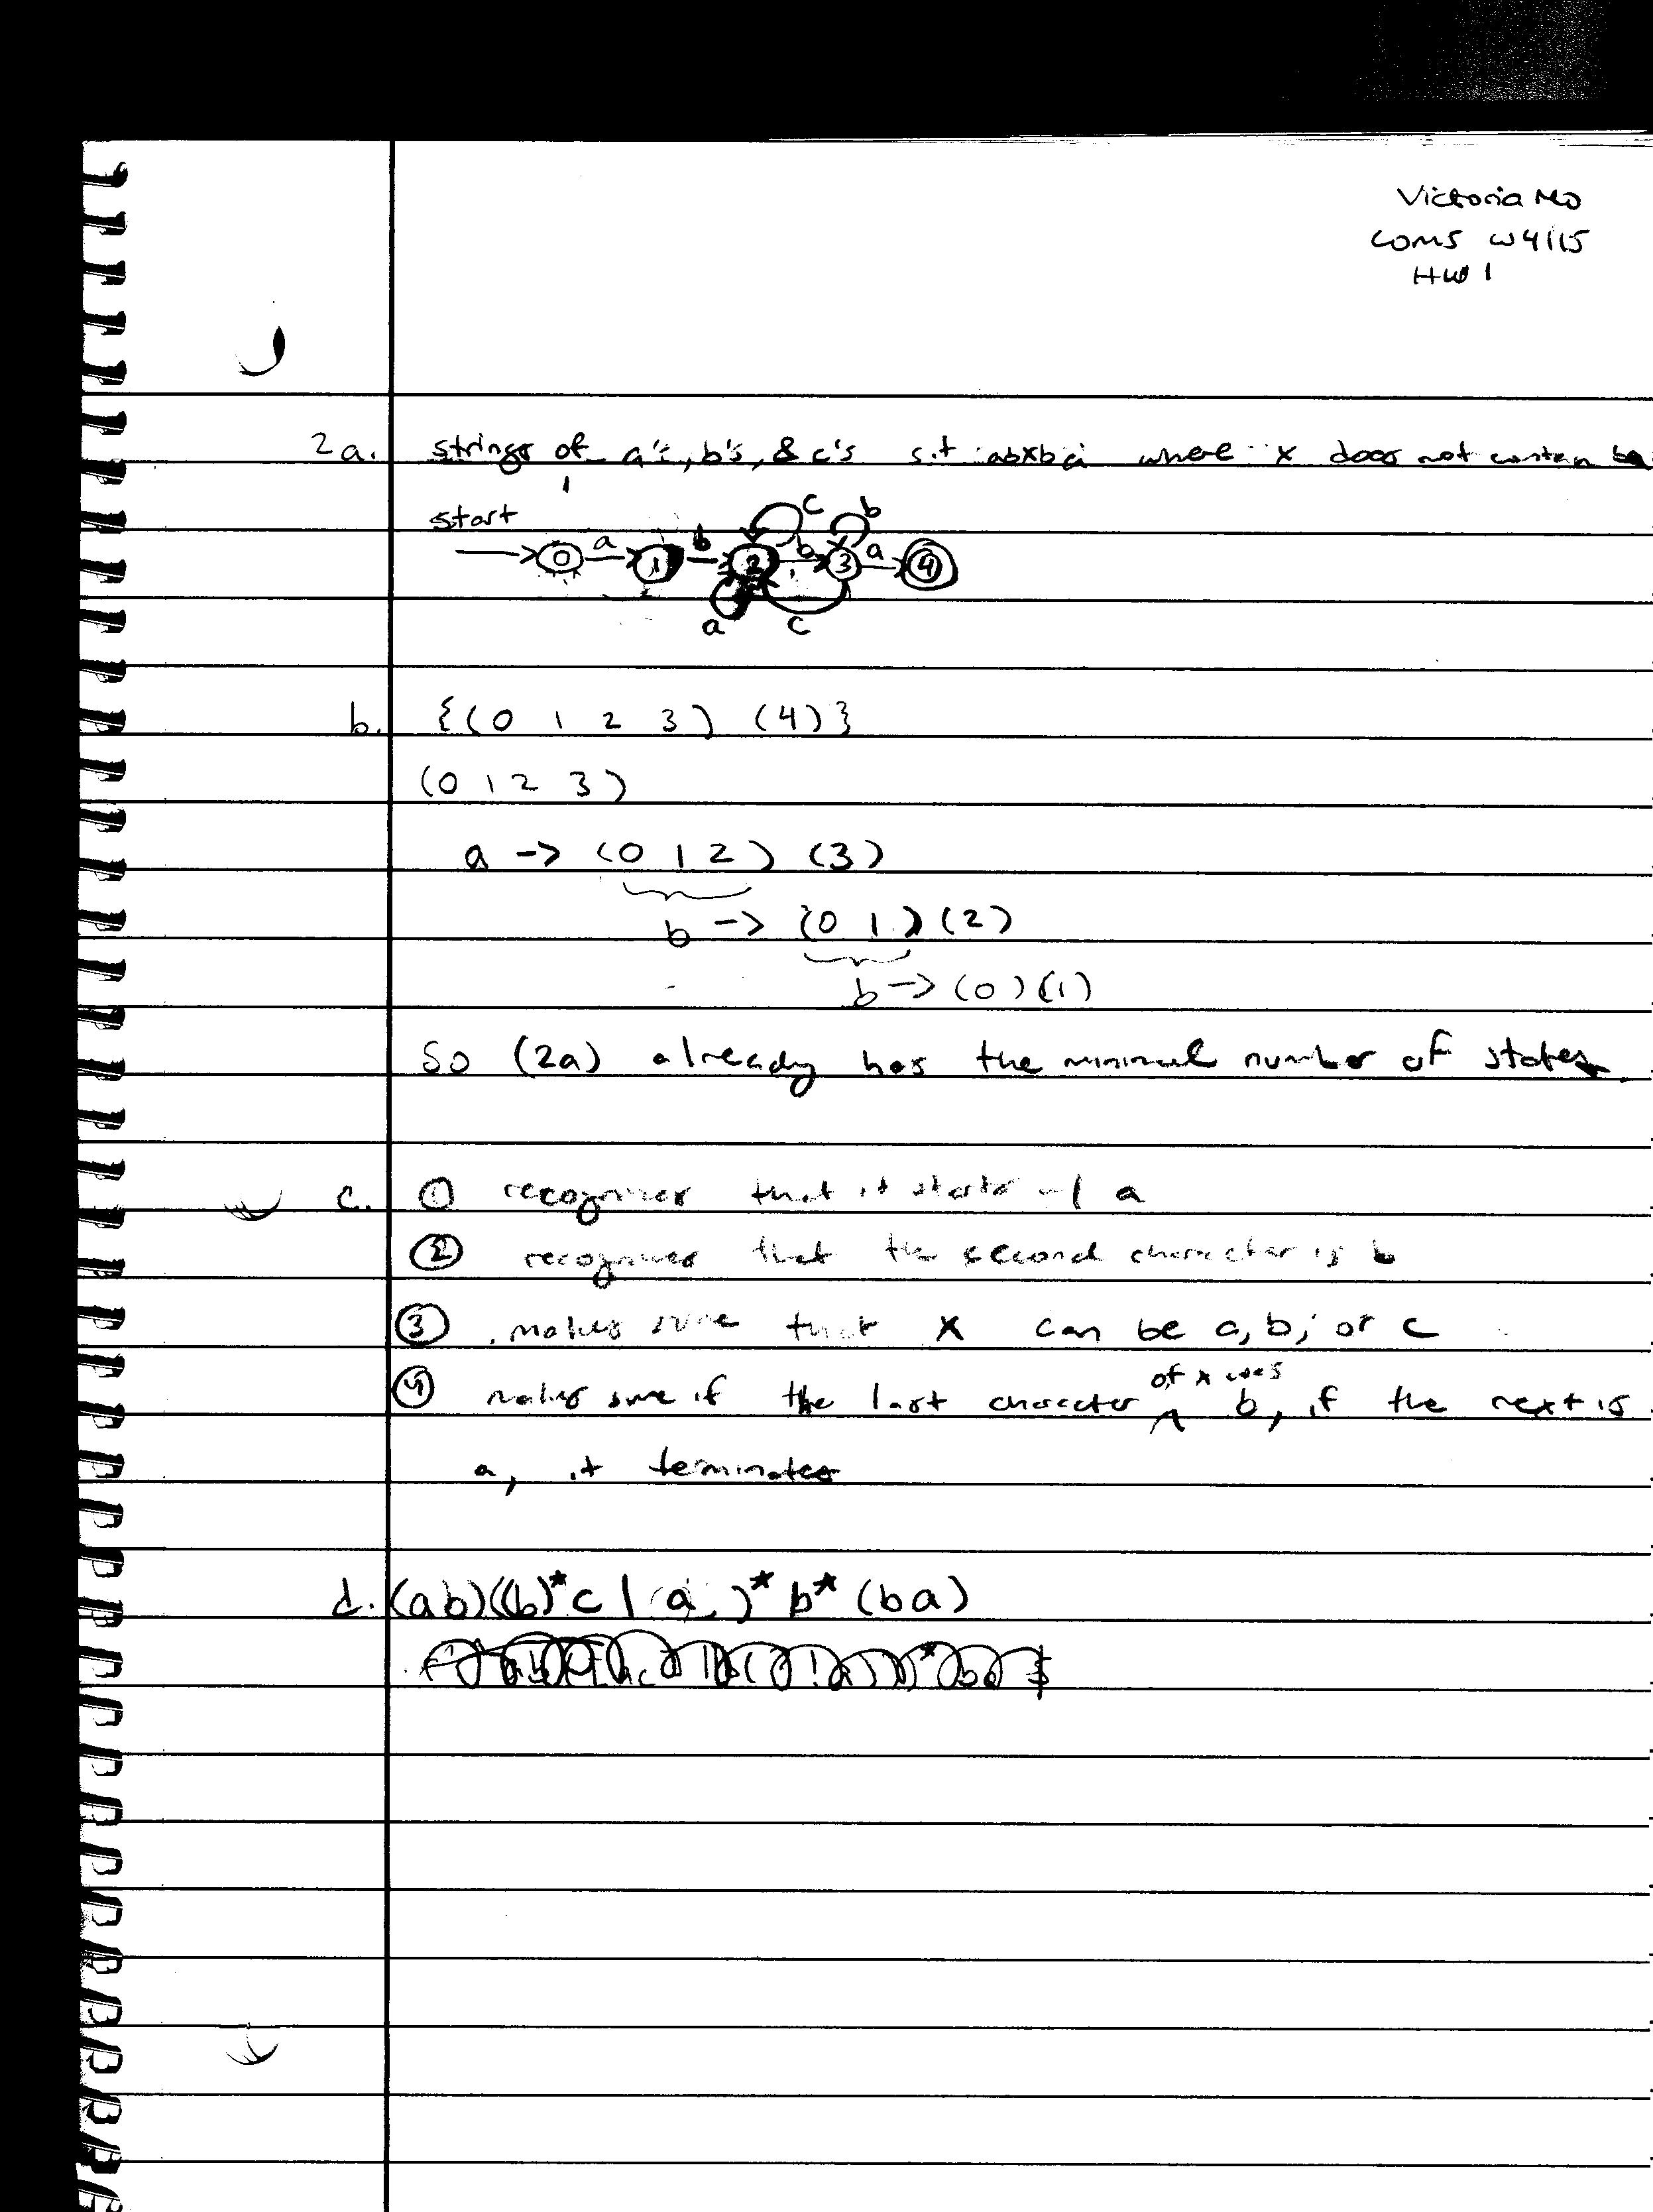 Victoria Mo
COMS W4115
HW 1
2a. strings of a's, b's, & c's s.t abxba where x does not contain ba
start
c b
0 a 1 b 2 b 3 a 4
a c
b. {(0 1 2 3) (4)}
(0 1 2 3)
a -> (0 1 2) (3)
b -> (0 1) (2)
b -> (0) (1)
So (2a) already has the minimal number of states.
c. ① recognizes that it starts w/ a
② recognizes that the second character is b
③ makes sure that x can be a, b, or c
④ makes sure if the last character of x was b, if the next is
a, it terminates
d. (ab)((b)*c | a )* b* (ba)